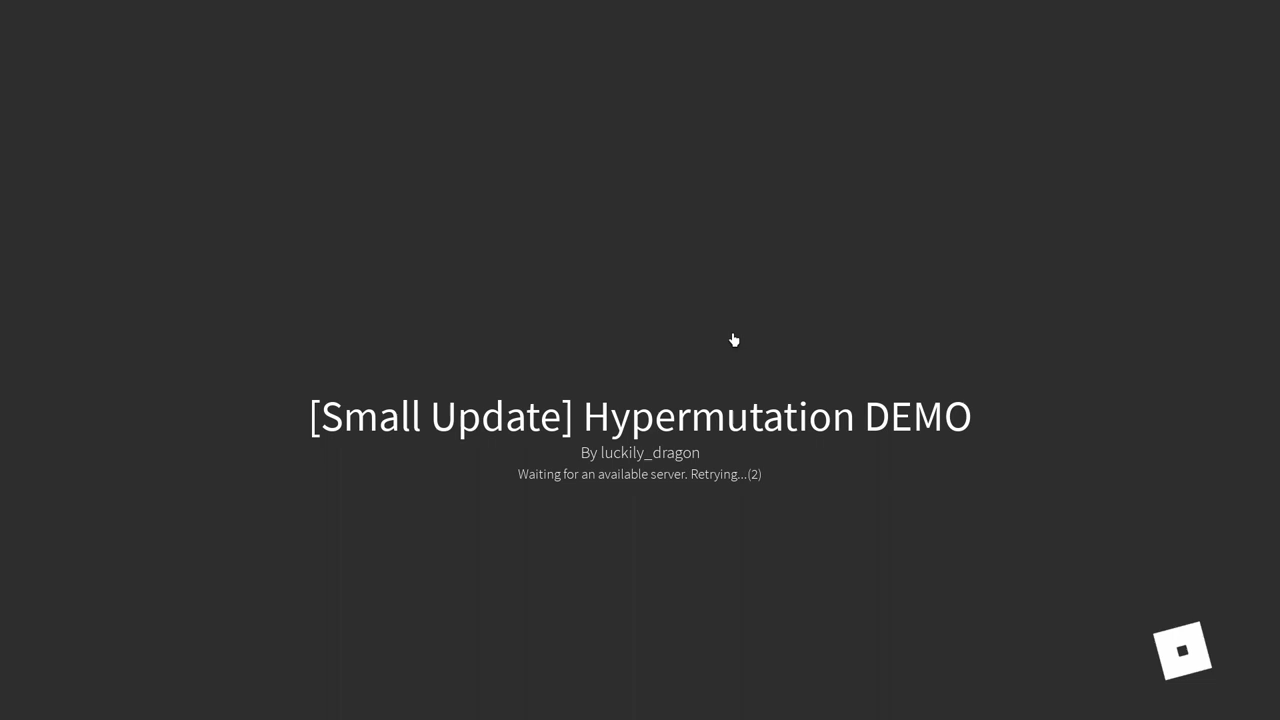 [Small Update] Hypermutation DEMO
By luckily_dragon
Waiting for an available server. Retrying...(2)